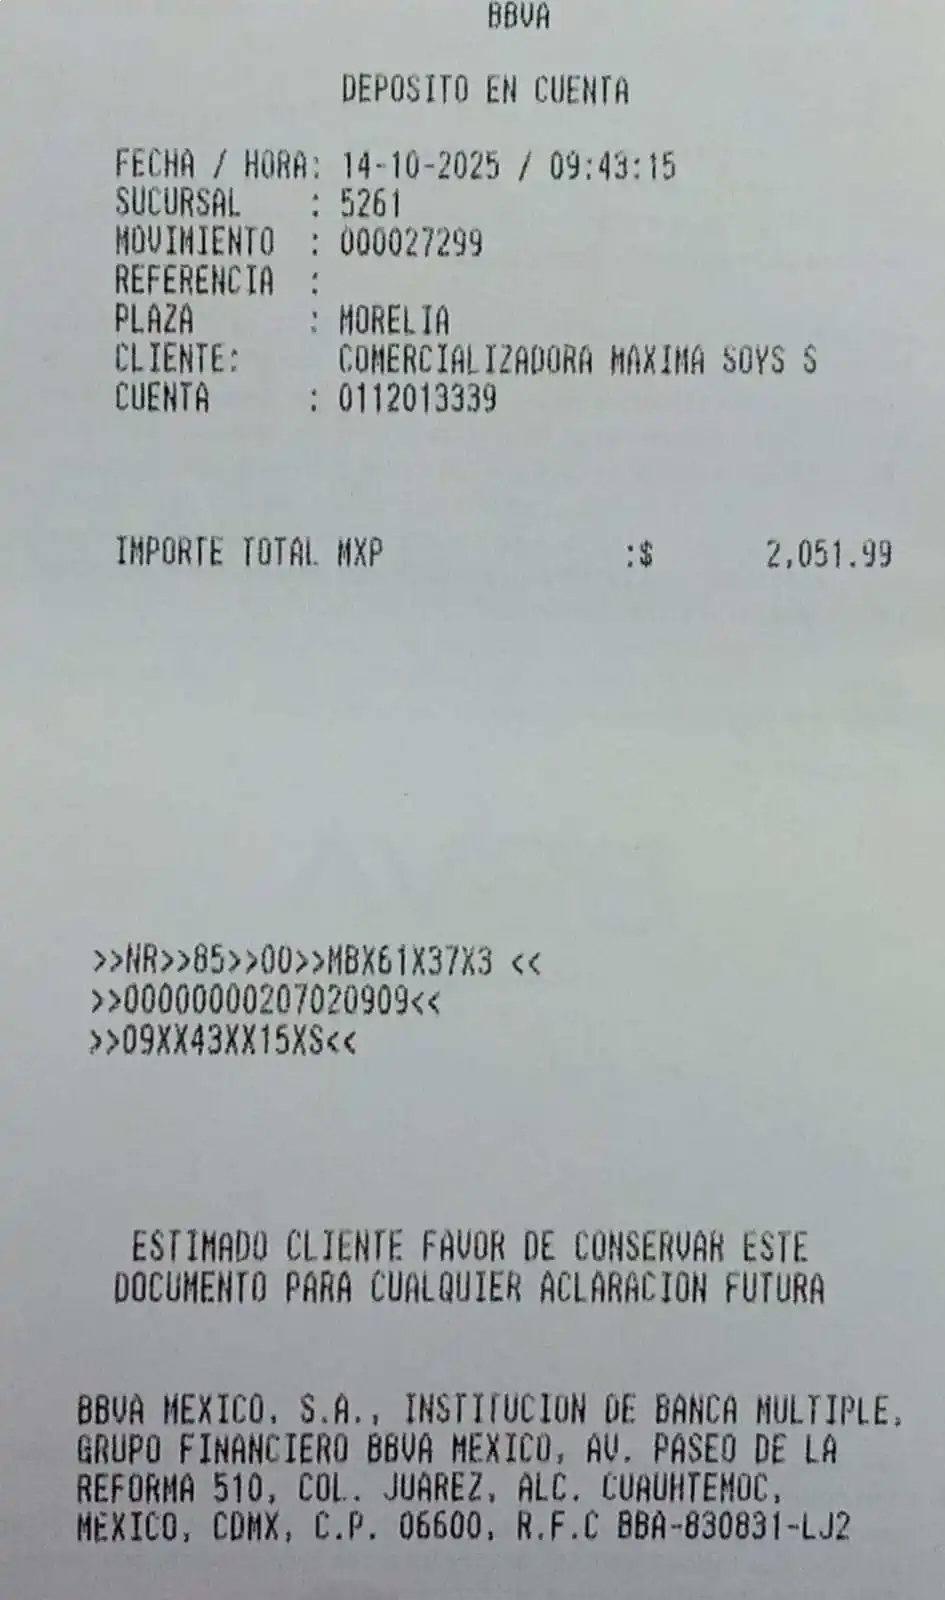 BBVA
DEPOSITO EN CUENTA
FECHA / HORA: 14-10-2025 / 09:43:15
SUCURSAL : 5261
MOVIMIENTO : 000027299
REFERENCIA :
PLAZA : MORELIA
CLIENTE: COMERCIALIZADORA MAXIMA SOYS S
CUENTA : 0112013339
IMPORTE TOTAL MXP :$ 2,051.99
>>NR>>85>>00>>MBX61X37X3 <<
>>00000000207020909<<
>>09XX43XX15XS<<
ESTIMADO CLIENTE FAVOR DE CONSERVAR ESTE
DOCUMENTO PARA CUALQUIER ACLARACION FUTURA
BBVA MEXICO, S.A., INSTITUCION DE BANCA MULTIPLE,
GRUPO FINANCIERO BBVA MEXICO, AV. PASEO DE LA
REFORMA 510, COL. JUAREZ, ALC. CUAUHTEMOC,
MEXICO, CDMX, C.P. 06600, R.F.C BBA-830831-LJ2